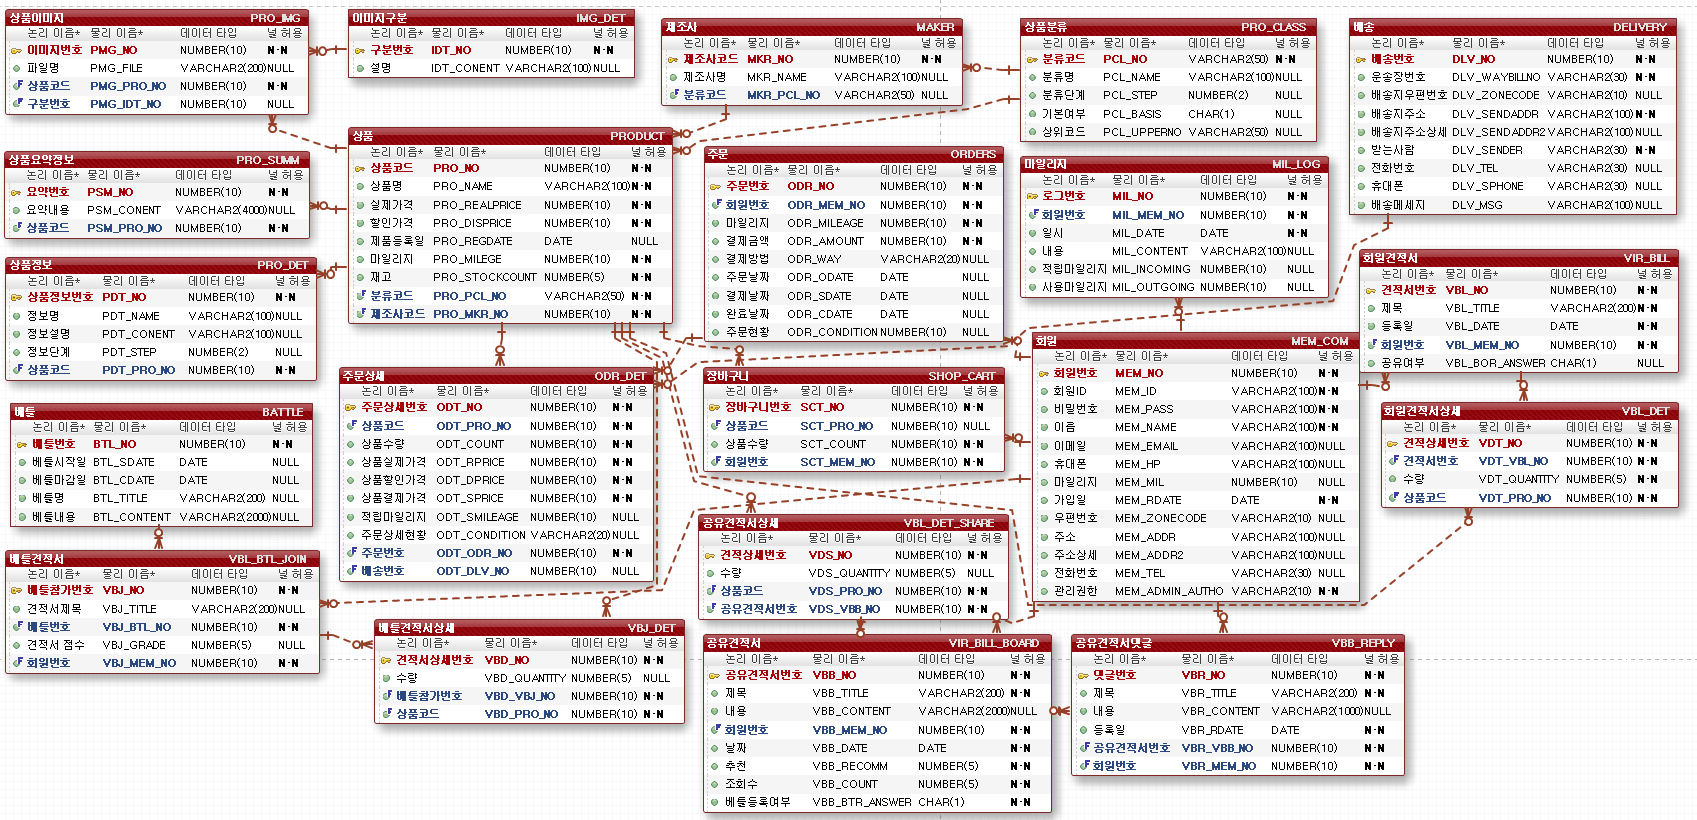 상품이미지 PRO_IMG
논리 이름* 물리 이름* 데이터 타입 널 허용
이미지번호 PMG_NO NUMBER(10) N-N
파일명 PMG_FILE VARCHAR2(200) NULL
상품코드 PMG_PRO_NO NUMBER(10) N-N
구분번호 PMG_IDT_NO NUMBER(10) NULL
이미지구분 IMG_DET
논리 이름* 물리 이름* 데이터 타입 널 허용
구분번호 IDT_NO NUMBER(10) N-N
설명 IDT_CONENT VARCHAR2(100) NULL
제조사 MAKER
논리 이름* 물리 이름* 데이터 타입 널 허용
제조사코드 MKR_NO NUMBER(10) N-N
제조사명 MKR_NAME VARCHAR2(100) NULL
분류코드 MKR_PCL_NO VARCHAR2(50) NULL
상품분류 PRO_CLASS
논리 이름* 물리 이름* 데이터 타입 널 허용
분류코드 PCL_NO VARCHAR2(50) N-N
분류명 PCL_NAME VARCHAR2(100) NULL
분류단계 PCL_STEP NUMBER(2) NULL
기본여부 PCL_BASIS CHAR(1) NULL
상위코드 PCL_UPPERNO VARCHAR2(50) NULL
배송 DELIVERY
논리 이름* 물리 이름* 데이터 타입 널 허용
배송번호 DLV_NO NUMBER(10) N-N
운송장번호 DLV_WAYBILLNO VARCHAR2(30) N-N
배송지우편번호 DLV_ZONECODE VARCHAR2(10) NULL
배송지주소 DLV_SENDADDR VARCHAR2(100) N-N
배송지주소상세 DLV_SENDADDR2 VARCHAR2(100) NULL
받는사람 DLV_SENDER VARCHAR2(30) N-N
전화번호 DLV_TEL VARCHAR2(30) NULL
휴대폰 DLV_SPHONE VARCHAR2(30) NULL
배송메세지 DLV_MSG VARCHAR2(100) NULL
상품요약정보 PRO_SUMM
논리 이름* 물리 이름* 데이터 타입 널 허용
요약번호 PSM_NO NUMBER(10) N-N
요약내용 PSM_CONENT VARCHAR2(4000) NULL
상품코드 PSM_PRO_NO NUMBER(10) N-N
상품 PRODUCT
논리 이름* 물리 이름* 데이터 타입 널 허용
상품코드 PRO_NO NUMBER(10) N-N
상품명 PRO_NAME VARCHAR2(100) N-N
실제가격 PRO_REALPRICE NUMBER(10) N-N
할인가격 PRO_DISPRICE NUMBER(10) N-N
제품등록일 PRO_REGDATE DATE NULL
마일리지 PRO_MILEGE NUMBER(10) N-N
재고 PRO_STOCKCOUNT NUMBER(5) N-N
분류코드 PRO_PCL_NO VARCHAR2(50) N-N
제조사코드 PRO_MKR_NO NUMBER(10) N-N
주문 ORDERS
논리 이름* 물리 이름* 데이터 타입 널 허용
주문번호 ODR_NO NUMBER(10) N-N
회원번호 ODR_MEM_NO NUMBER(10) N-N
마일리지 ODR_MILEAGE NUMBER(10) N-N
결제금액 ODR_AMOUNT NUMBER(10) N-N
결제방법 ODR_WAY VARCHAR2(20) NULL
주문날짜 ODR_ODATE DATE NULL
결제날짜 ODR_SDATE DATE NULL
완료날짜 ODR_CDATE DATE NULL
주문현황 ODR_CONDITION NUMBER(10) NULL
마일리지 MIL_LOG
논리 이름* 물리 이름* 데이터 타입 널 허용
로그번호 MIL_NO NUMBER(10) N-N
회원번호 MIL_MEM_NO NUMBER(10) N-N
일시 MIL_DATE DATE N-N
내용 MIL_CONTENT VARCHAR2(100) NULL
적립마일리지 MIL_INCOMING NUMBER(10) NULL
사용마일리지 MIL_OUTGOING NUMBER(10) NULL
상품정보 PRO_DET
논리 이름* 물리 이름* 데이터 타입 널 허용
상품정보번호 PDT_NO NUMBER(10) N-N
정보명 PDT_NAME VARCHAR2(100) NULL
정보설명 PDT_CONENT VARCHAR2(100) NULL
정보단계 PDT_STEP NUMBER(2) NULL
상품코드 PDT_PRO_NO NUMBER(10) N-N
회원견적서 VIR_BILL
논리 이름* 물리 이름* 데이터 타입 널 허용
견적서번호 VBL_NO NUMBER(10) N-N
제목 VBL_TITLE VARCHAR2(200) N-N
등록일 VBL_DATE DATE N-N
회원번호 VBL_MEM_NO NUMBER(10) N-N
공유여부 VBL_BOR_ANSWER CHAR(1) NULL
주문상세 ODR_DET
논리 이름* 물리 이름* 데이터 타입 널 허용
주문상세번호 ODT_NO NUMBER(10) N-N
상품코드 ODT_PRO_NO NUMBER(10) N-N
상품수량 ODT_COUNT NUMBER(10) N-N
상품실제가격 ODT_RPRICE NUMBER(10) N-N
상품할인가격 ODT_DPRICE NUMBER(10) N-N
상품결제가격 ODT_SPRICE NUMBER(10) N-N
적립마일리지 ODT_SMILEAGE NUMBER(10) NULL
주문상세현황 ODT_CONDITION VARCHAR2(20) NULL
주문번호 ODT_ODR_NO NUMBER(10) N-N
배송번호 ODT_DLV_NO NUMBER(10) NULL
장바구니 SHOP_CART
논리 이름* 물리 이름* 데이터 타입 널 허용
장바구니번호 SCT_NO NUMBER(10) N-N
상품코드 SCT_PRO_NO NUMBER(10) NULL
상품수량 SCT_COUNT NUMBER(10) N-N
회원번호 SCT_MEM_NO NUMBER(10) N-N
회원 MEM_COM
논리 이름* 물리 이름* 데이터 타입 널 허용
회원번호 MEM_NO NUMBER(10) N-N
회원ID MEM_ID VARCHAR2(100) N-N
비밀번호 MEM_PASS VARCHAR2(100) N-N
이름 MEM_NAME VARCHAR2(100) N-N
이메일 MEM_EMAIL VARCHAR2(100) NULL
휴대폰 MEM_HP VARCHAR2(100) NULL
마일리지 MEM_MIL NUMBER(10) NULL
가입일 MEM_RDATE DATE N-N
우편번호 MEM_ZONECODE VARCHAR2(10) NULL
주소 MEM_ADDR VARCHAR2(100) NULL
주소상세 MEM_ADDR2 VARCHAR2(100) NULL
전화번호 MEM_TEL VARCHAR2(30) NULL
관리권한 MEM_ADMIN_AUTHO VARCHAR2(10) N-N
회원견적서상세 VBL_DET
논리 이름* 물리 이름* 데이터 타입 널 허용
견적상세번호 VDT_NO NUMBER(10) N-N
견적서번호 VDT_VBL_NO NUMBER(10) N-N
수량 VDT_QUANTITY NUMBER(5) N-N
상품코드 VDT_PRO_NO NUMBER(10) N-N
배틀 BATTLE
논리 이름* 물리 이름* 데이터 타입 널 허용
배틀번호 BTL_NO NUMBER(10) N-N
배틀시작일 BTL_SDATE DATE NULL
배틀마감일 BTL_CDATE DATE NULL
배틀명 BTL_TITLE VARCHAR2(200) NULL
배틀내용 BTL_CONTENT VARCHAR2(2000) NULL
공유견적서상세 VBL_DET_SHARE
논리 이름* 물리 이름* 데이터 타입 널 허용
견적상세번호 VDS_NO NUMBER(10) N-N
수량 VDS_QUANTITY NUMBER(5) NULL
상품코드 VDS_PRO_NO NUMBER(10) N-N
공유견적서번호 VDS_VBB_NO NUMBER(10) N-N
배틀견적서 VBL_BTL_JOIN
논리 이름* 물리 이름* 데이터 타입 널 허용
배틀참가번호 VBJ_NO NUMBER(10) N-N
견적서제목 VBJ_TITLE VARCHAR2(200) NULL
배틀번호 VBJ_BTL_NO NUMBER(10) N-N
견적서 점수 VBJ_GRADE NUMBER(5) NULL
회원번호 VBJ_MEM_NO NUMBER(10) N-N
배틀견적서상세 VBJ_DET
논리 이름* 물리 이름* 데이터 타입 널 허용
견적서상세번호 VBD_NO NUMBER(10) N-N
수량 VBD_QUANTITY NUMBER(5) NULL
배틀참가번호 VBD_VBJ_NO NUMBER(10) N-N
상품코드 VBD_PRO_NO NUMBER(10) N-N
공유견적서 VIR_BILL_BOARD
논리 이름* 물리 이름* 데이터 타입 널 허용
공유견적서번호 VBB_NO NUMBER(10) N-N
제목 VBB_TITLE VARCHAR2(200) N-N
내용 VBB_CONTENT VARCHAR2(2000) NULL
회원번호 VBB_MEM_NO NUMBER(10) N-N
날짜 VBB_DATE DATE N-N
추천 VBB_RECOMM NUMBER(5) N-N
조회수 VBB_COUNT NUMBER(5) N-N
배틀등록여부 VBB_BTR_ANSWER CHAR(1) N-N
공유견적서댓글 VBB_REPLY
논리 이름* 물리 이름* 데이터 타입 널 허용
댓글번호 VBR_NO NUMBER(10) N-N
제목 VBR_TITLE VARCHAR2(200) N-N
내용 VBR_CONTENT VARCHAR2(1000) NULL
등록일 VBR_RDATE DATE N-N
공유견적서번호 VBR_VBB_NO NUMBER(10) N-N
회원번호 VBR_MEM_NO NUMBER(10) N-N